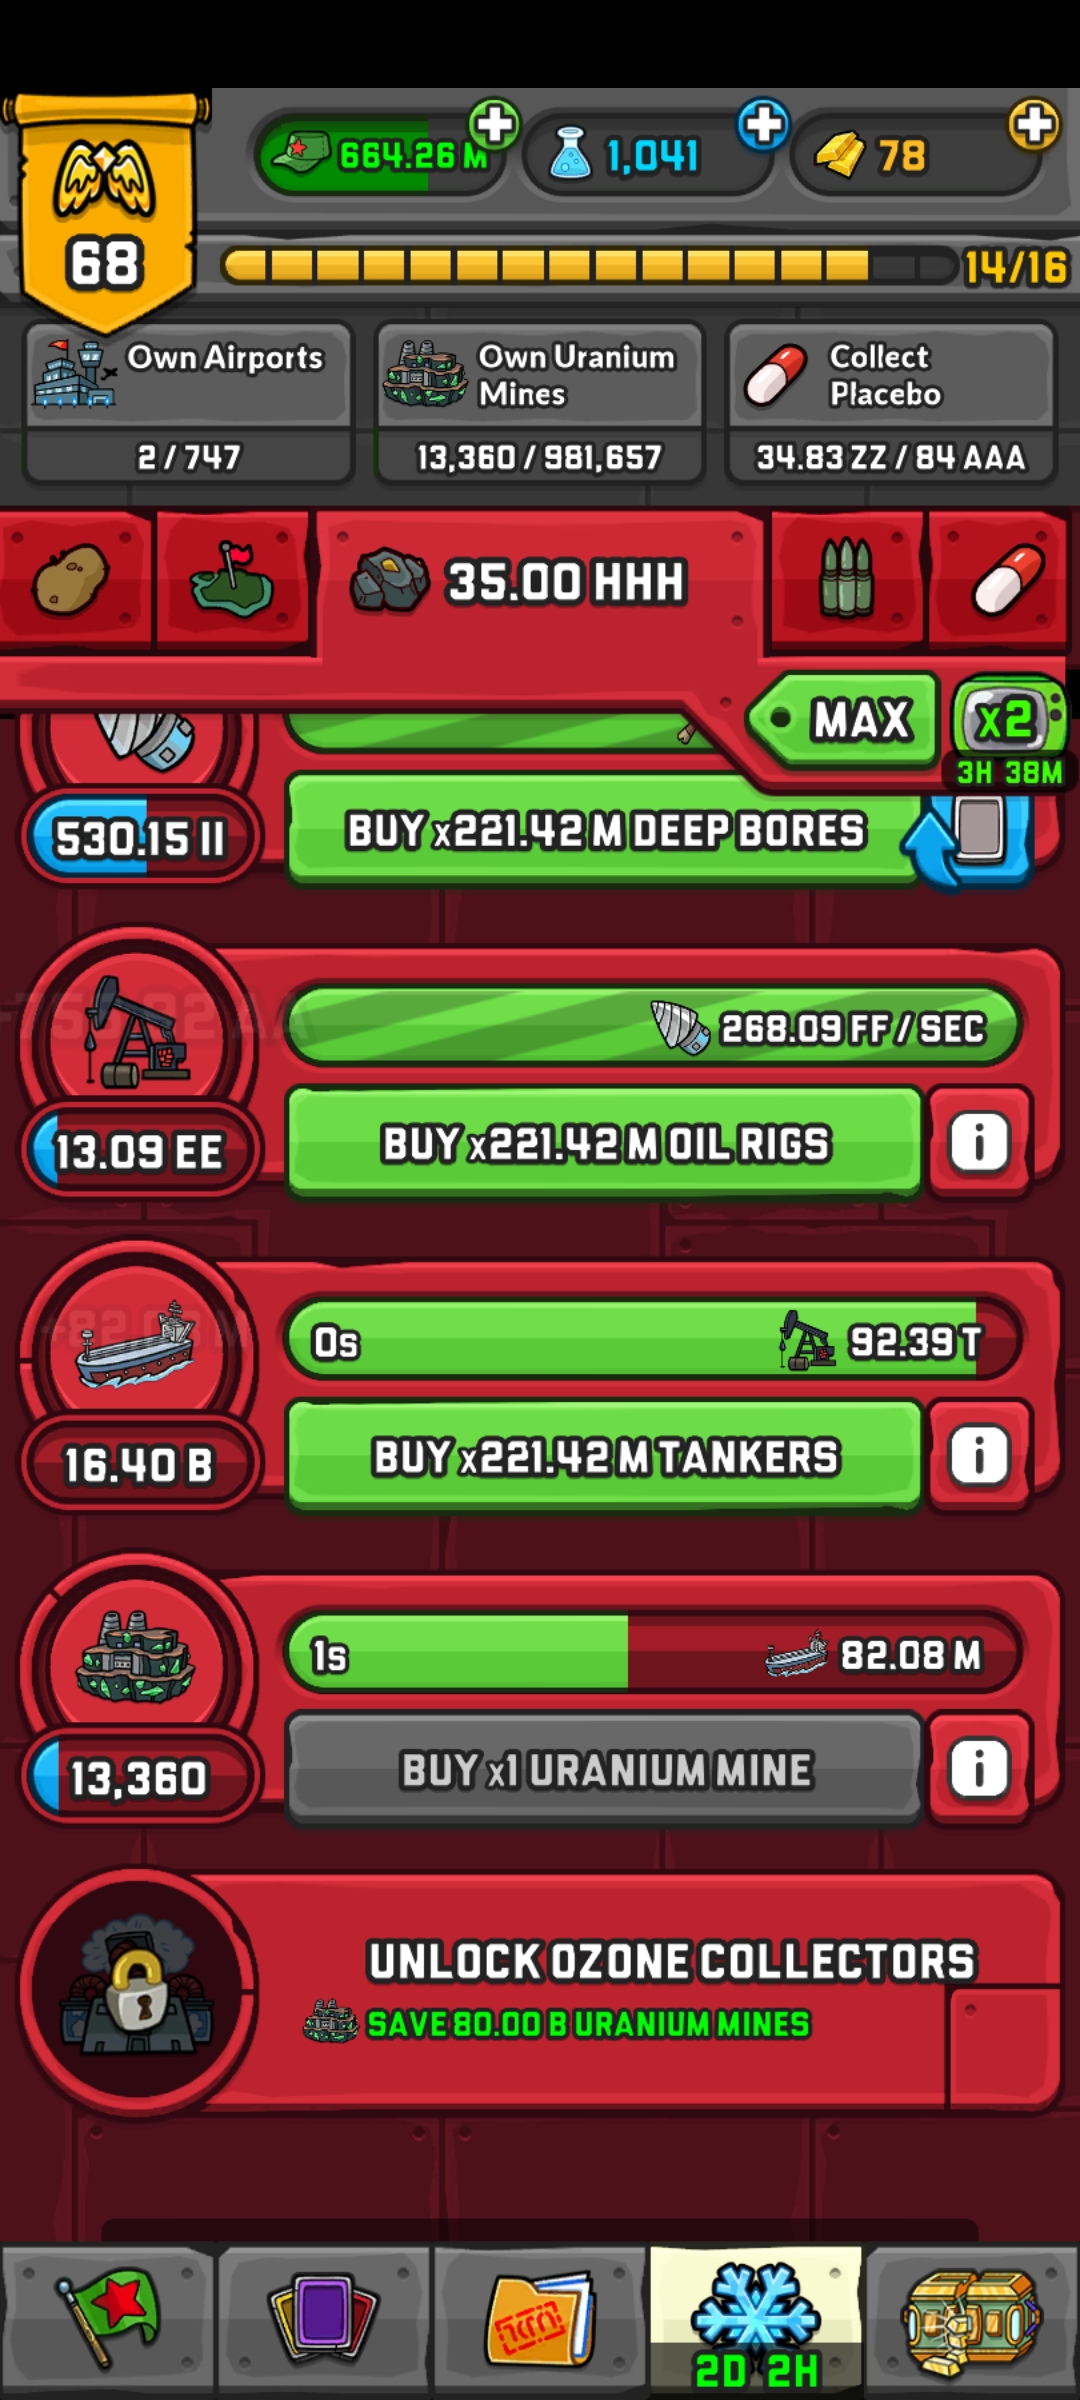 664.26 M
1,041
78
68
14/16
Own Airports
2 / 747
Own Uranium
Mines
13,360 / 981,657
Collect
Placebo
34.83 ZZ / 84 AAA
35.00 HHH
MAX
x2
3H 38M
530.15 II
BUY x221.42 M DEEP BORES
268.09 FF / SEC
13.09 EE
BUY x221.42 M OIL RIGS
i
0s
92.39 T
16.40 B
BUY x221.42 M TANKERS
i
1s
82.08 M
13,360
BUY x1 URANIUM MINE
i
UNLOCK OZONE COLLECTORS
SAVE 80.00 B URANIUM MINES
2D 2H